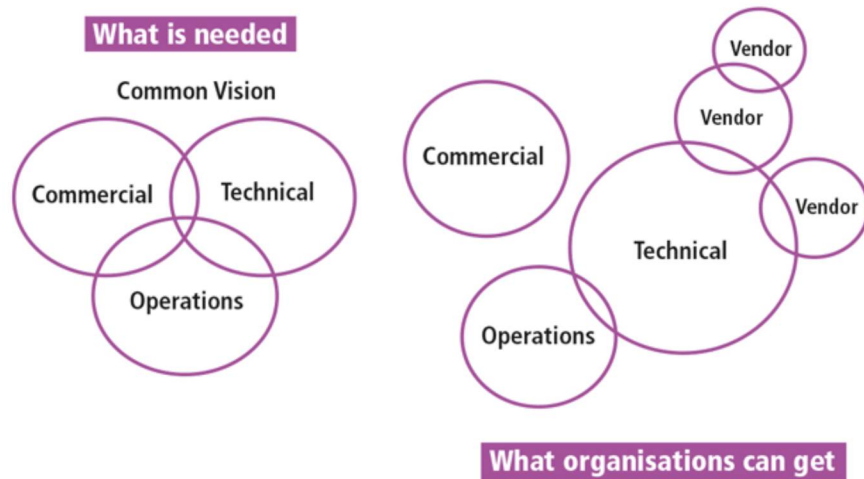 What is needed
Common Vision
Commercial
Technical
Operations
Vendor
Vendor
Commercial
Vendor
Technical
Operations
What organisations can get